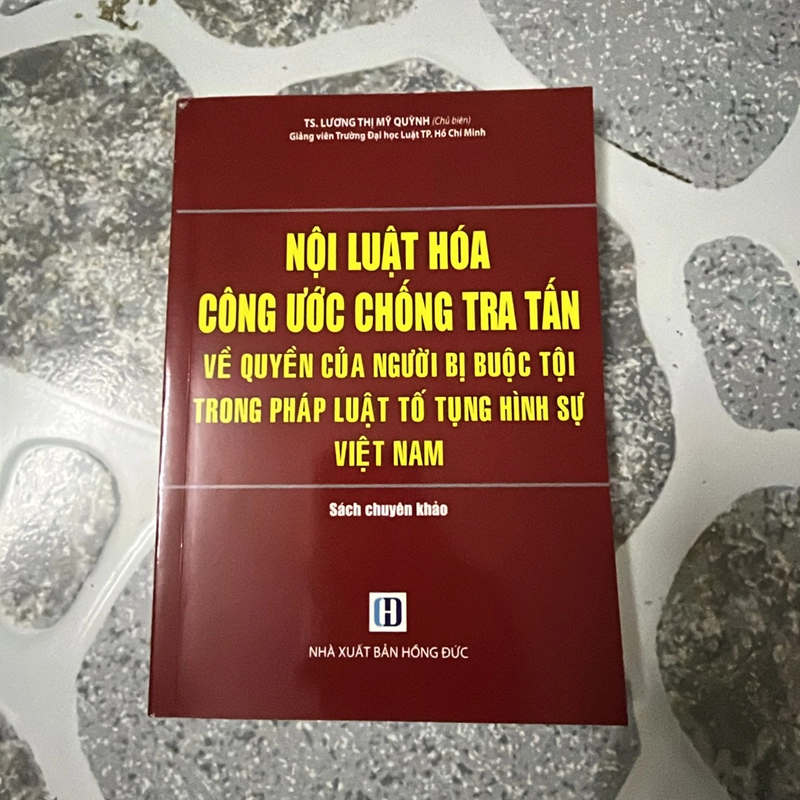 TS. LƯƠNG THỊ MỸ QUỲNH (Chủ biên)
Giảng viên Trường Đại học Luật TP. Hồ Chí Minh
NỘI LUẬT HÓA
CÔNG ƯỚC CHỐNG TRA TẤN
VỀ QUYỀN CỦA NGƯỜI BỊ BUỘC TỘI
TRONG PHÁP LUẬT TỐ TỤNG HÌNH SỰ
VIỆT NAM
Sách chuyên khảo
NHÀ XUẤT BẢN HỒNG ĐỨC